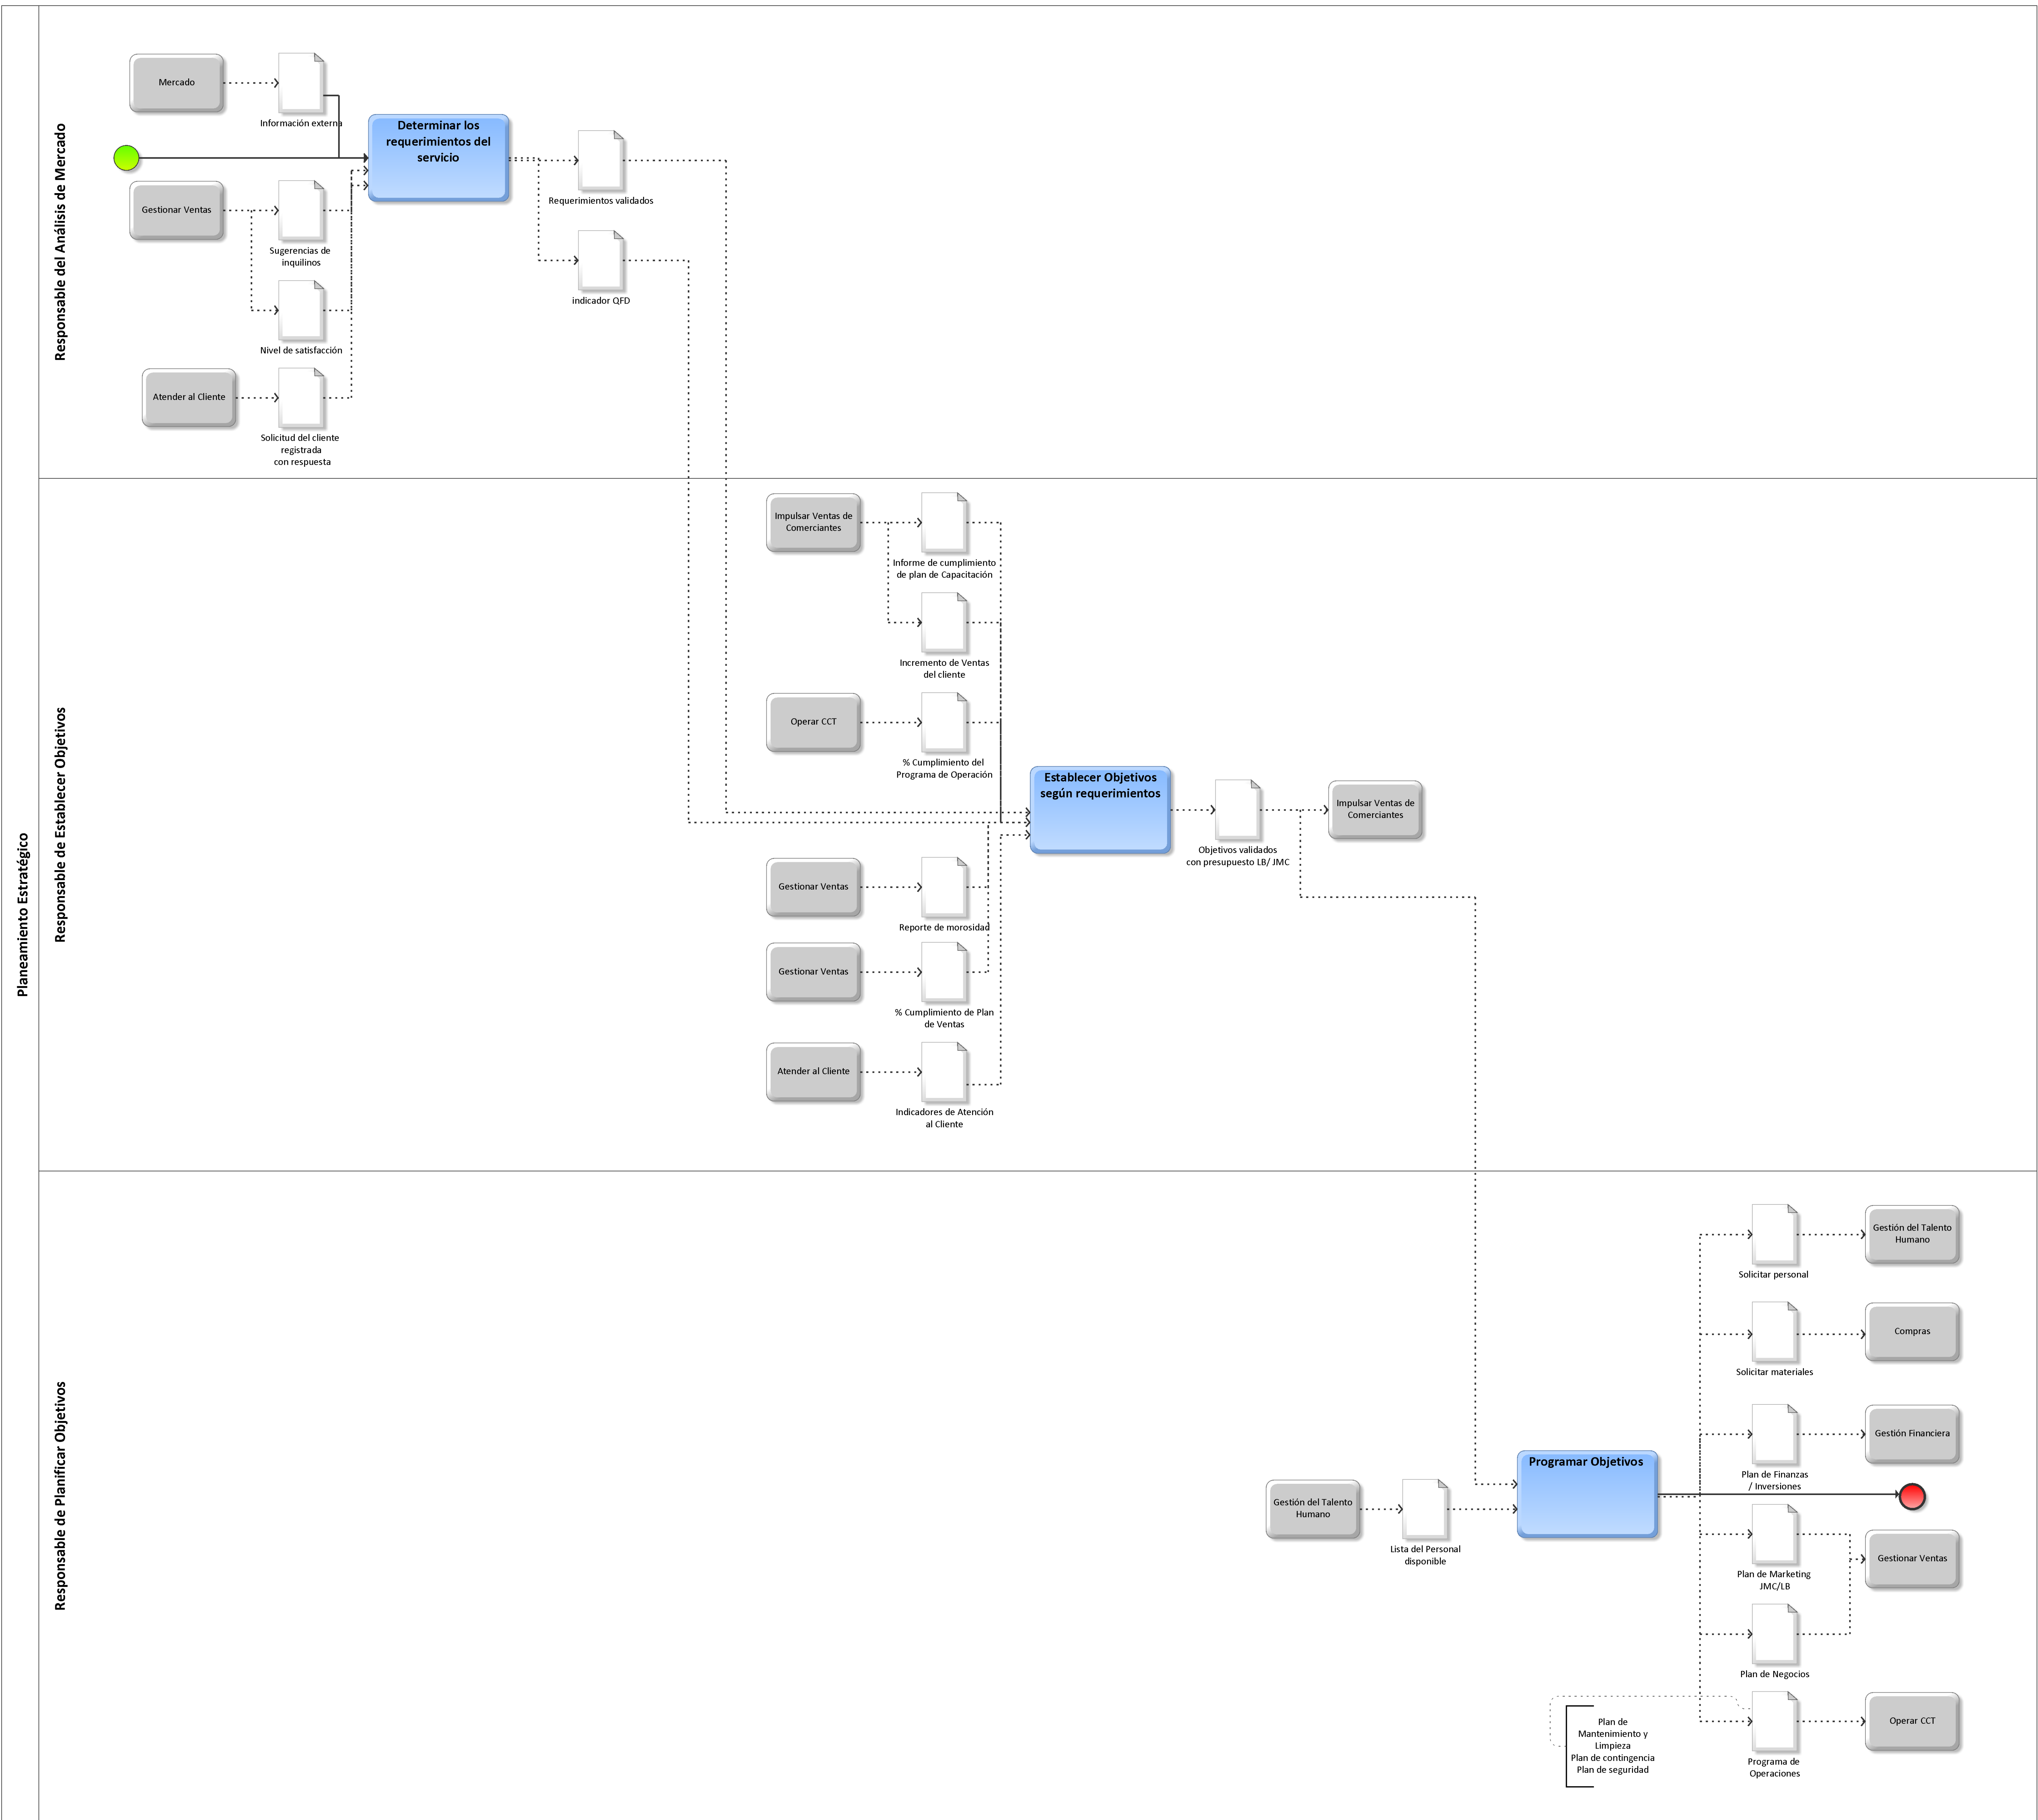 Planeamiento Estratégico
Responsable del Análisis de Mercado
Mercado
Información externa
Determinar los
requerimientos del
servicio
Gestionar Ventas
Sugerencias de
inquilinos
Nivel de satisfacción
Atender al Cliente
Solicitud del cliente
registrada
con respuesta
Requerimientos validados
indicador QFD
Responsable de Establecer Objetivos
Impulsar Ventas de
Comerciantes
Informe de cumplimiento
de plan de Capacitación
Incremento de Ventas
del cliente
Operar CCT
% Cumplimiento del
Programa de Operación
Establecer Objetivos
según requerimientos
Objetivos validados
con presupuesto LB/ JMC
Impulsar Ventas de
Comerciantes
Gestionar Ventas
Reporte de morosidad
Gestionar Ventas
% Cumplimiento de Plan
de Ventas
Atender al Cliente
Indicadores de Atención
al Cliente
Responsable de Planificar Objetivos
Gestión del Talento
Humano
Lista del Personal
disponible
Programar Objetivos
Solicitar personal
Gestión del Talento
Humano
Solicitar materiales
Compras
Plan de Finanzas
/ Inversiones
Gestión Financiera
Plan de Marketing
JMC/LB
Gestionar Ventas
Plan de Negocios
Plan de
Mantenimiento y
Limpieza
Plan de contingencia
Plan de seguridad
Programa de
Operaciones
Operar CCT